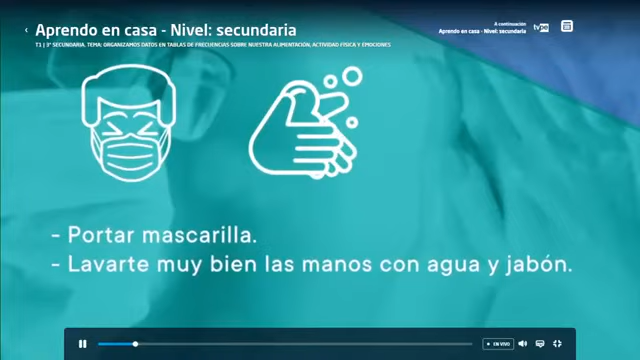 Aprendo en casa - Nivel: secundaria
T1 | 3° SECUNDARIA. TEMA: ORGANIZAMOS DATOS EN TABLAS DE FRECUENCIAS SOBRE NUESTRA ALIMENTACIÓN, ACTIVIDAD FÍSICA Y EMOCIONES
A continuación
Aprendo en casa - Nivel: secundaria
tvpe
- Portar mascarilla.
- Lavarte muy bien las manos con agua y jabón.
EN VIVO